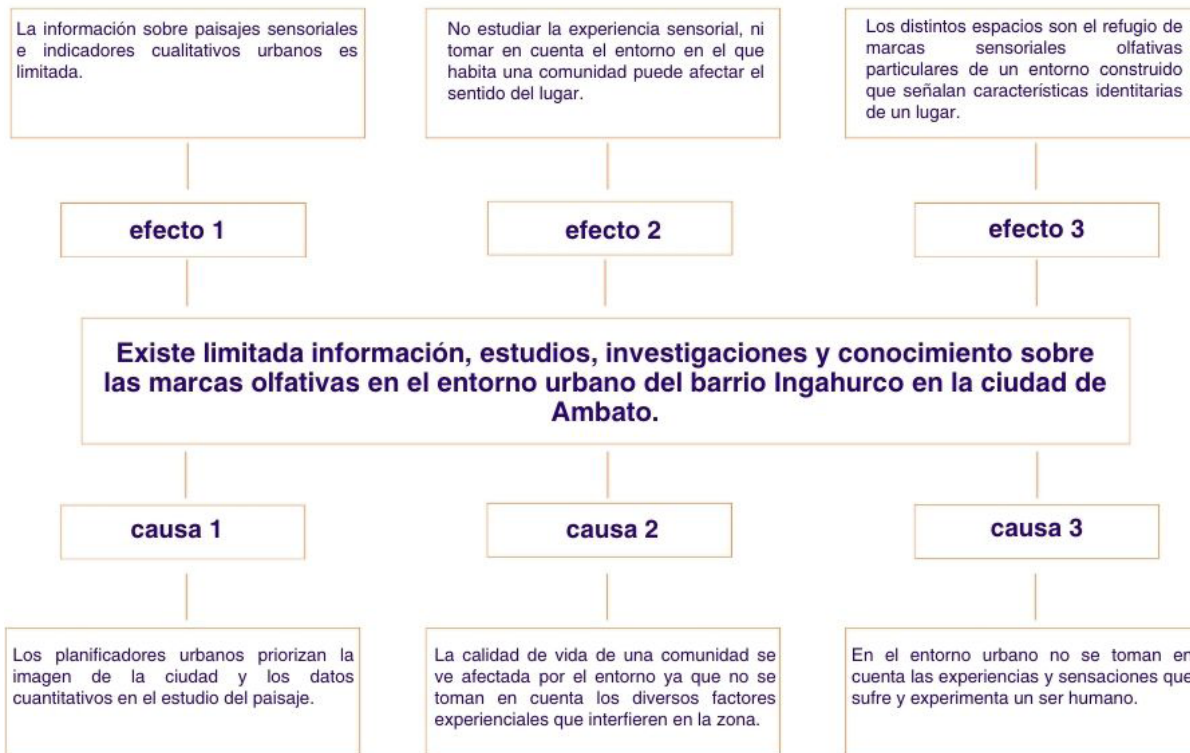 La información sobre paisajes sensoriales
e indicadores cualitativos urbanos es
limitada.
No estudiar la experiencia sensorial, ni
tomar en cuenta el entorno en el que
habita una comunidad puede afectar el
sentido del lugar.
Los distintos espacios son el refugio de
marcas sensoriales olfativas
particulares de un entorno construido
que señalan características identitarias
de un lugar.
efecto 1
efecto 2
efecto 3
Existe limitada información, estudios, investigaciones y conocimiento sobre
las marcas olfativas en el entorno urbano del barrio Ingahurco en la ciudad de
Ambato.
causa 1
causa 2
causa 3
Los planificadores urbanos priorizan la
imagen de la ciudad y los datos
cuantitativos en el estudio del paisaje.
La calidad de vida de una comunidad se
ve afectada por el entorno ya que no se
toman en cuenta los diversos factores
experienciales que interfieren en la zona.
En el entorno urbano no se toman en
cuenta las experiencias y sensaciones que
sufre y experimenta un ser humano.